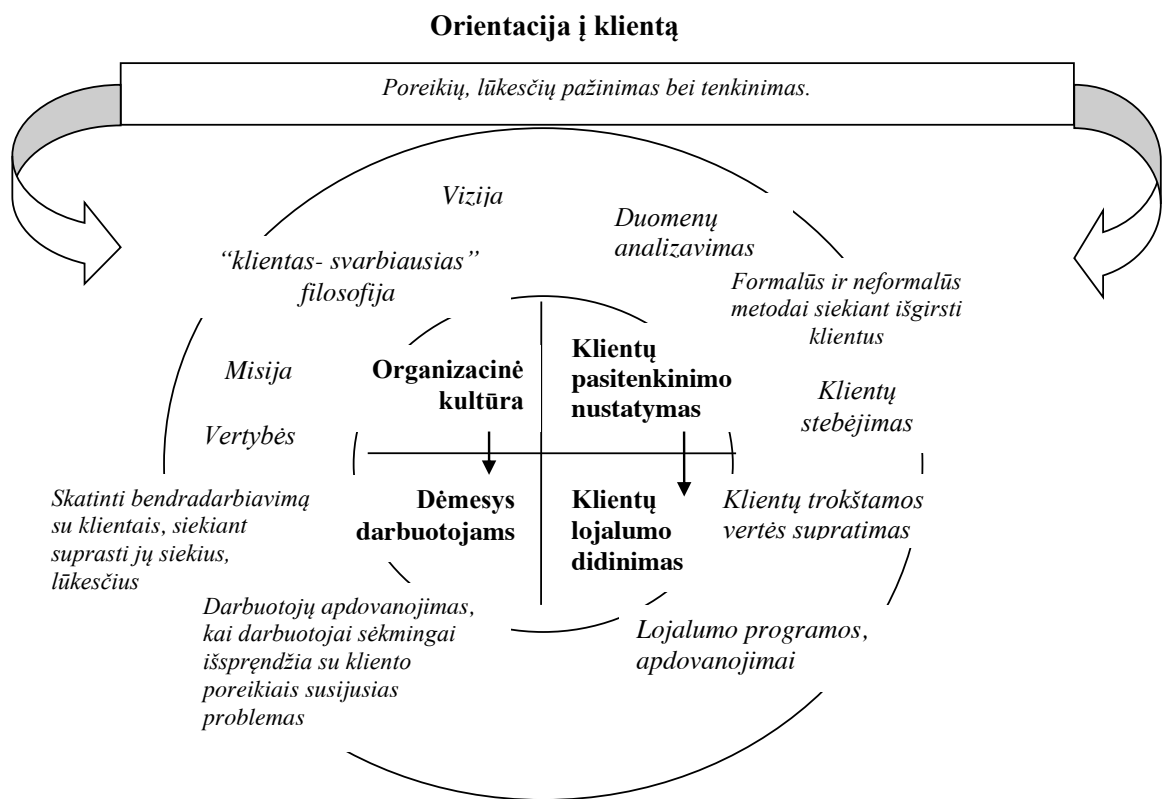 Orientacija į klientą
Poreikių, lūkesčių pažinimas bei tenkinimas.
Vizija
Duomenų
analizavimas
“klientas- svarbiausias”
filosofija
Formalūs ir neformalūs
metodai siekiant išgirsti
klientus
Misija
Organizacinė
kultūra
Klientų
pasitenkinimo
nustatymas
Klientų
stebėjimas
Vertybės
Skatinti bendradarbiavimą
su klientais, siekiant
suprasti jų siekius,
lūkesčius
Dėmesys
darbuotojams
Klientų
lojalumo
didinimas
Klientų trokštamos
vertės supratimas
Darbuotojų apdovanojimas,
kai darbuotojai sėkmingai
išsprendžia su kliento
poreikiais susijusias
problemas
Lojalumo programos,
apdovanojimai